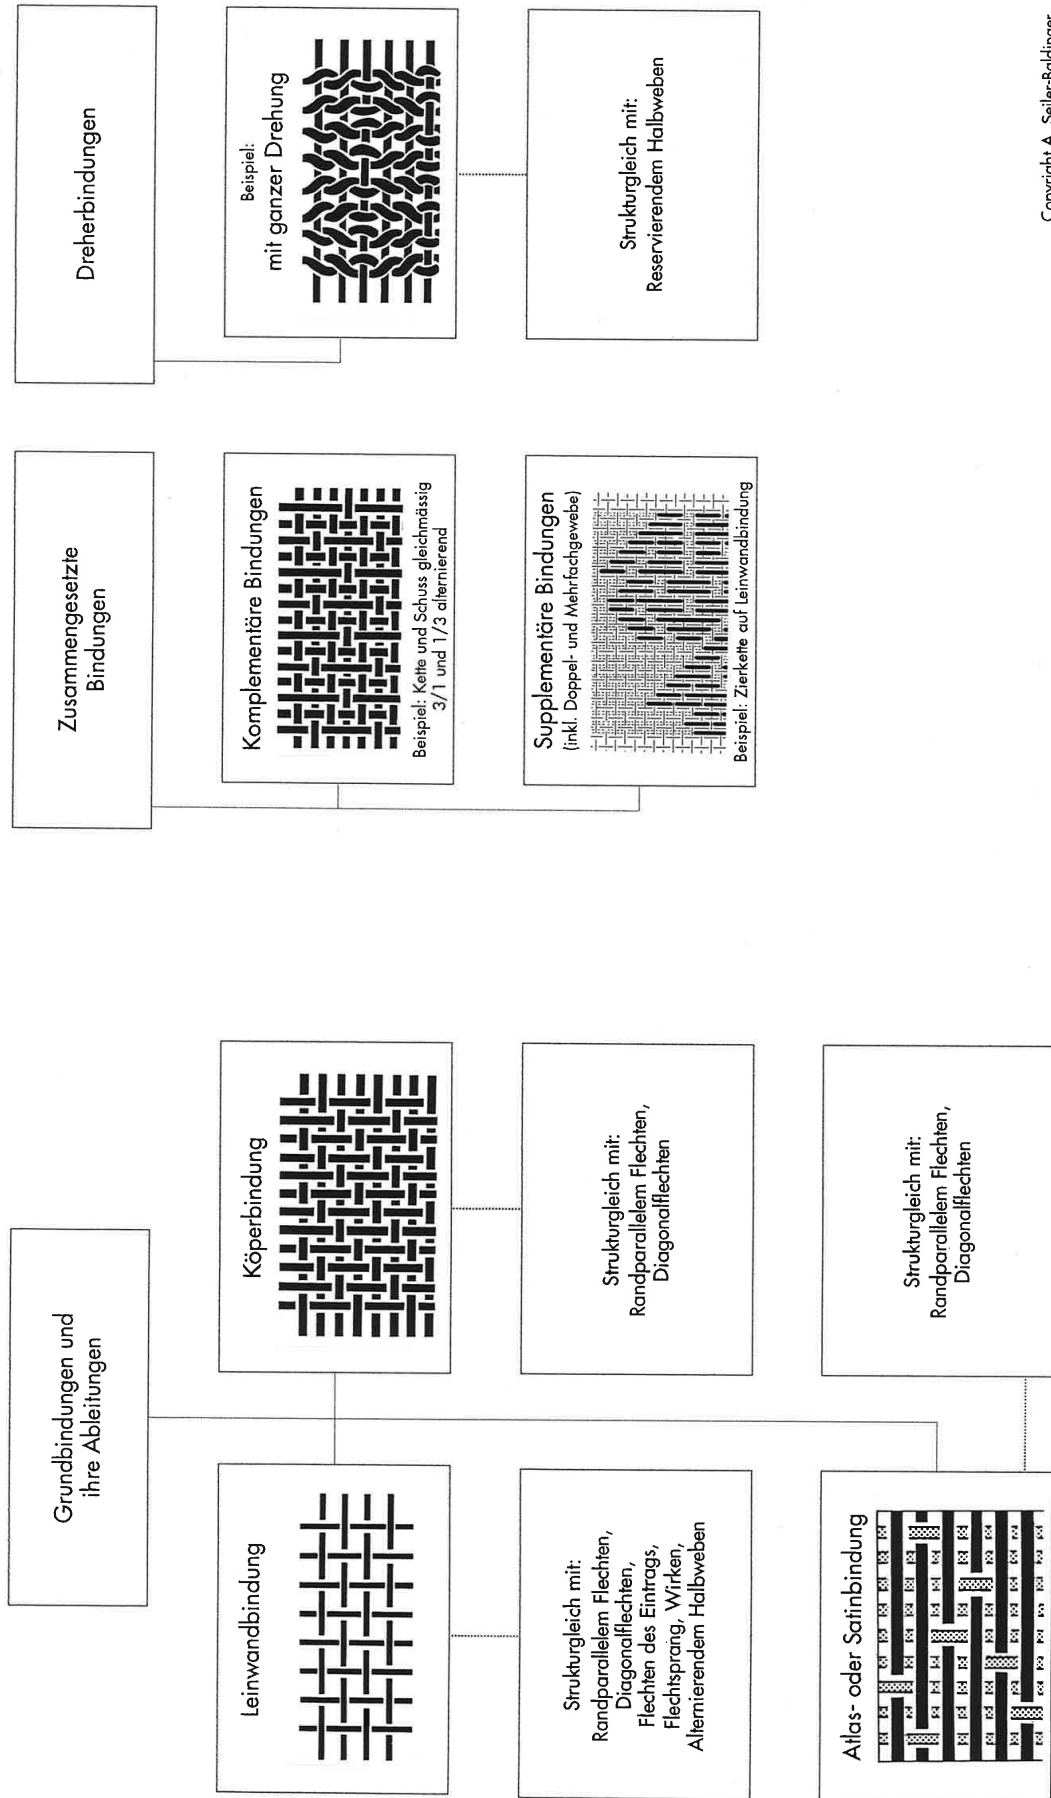 Grundbindungen und
ihre Ableitungen
Leinwandbindung
Strukturgleich mit:
Randparallelem Flechten,
Diagonalflechten,
Flechten des Eintrags,
Flechtsprang, Wirken,
Alternierendem Halbweben
Köperbindung
Strukturgleich mit:
Randparallelem Flechten,
Diagonalflechten
Atlas- oder Satinbindung
Strukturgleich mit:
Randparallelem Flechten,
Diagonalflechten
Zusammengesetzte
Bindungen
Komplementäre Bindungen
Beispiel: Kette und Schuss gleichmässig
3/1 und 1/3 alternierend
Supplementäre Bindungen
(inkl. Doppel- und Mehrfachgewebe)
Beispiel: Zierkette auf Leinwandbindung
Dreherbindungen
Beispiel:
mit ganzer Drehung
Strukturgleich mit:
Reservierendem Halbweben
Copyright A. Seiler-Baldinger